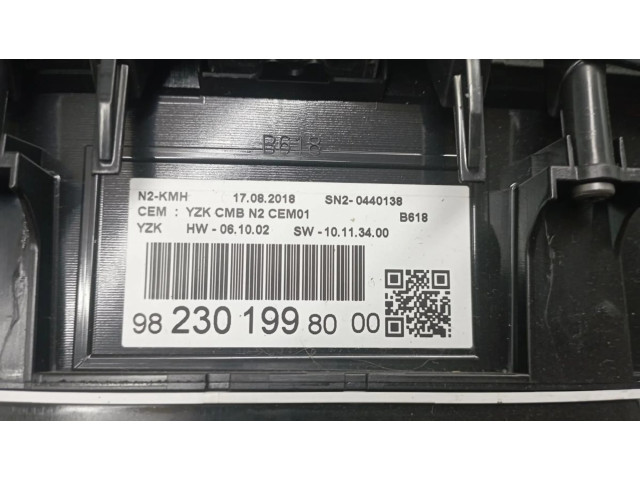 B618
N2-KMH 17.08.2018 SN2- 0440138
CEM : YZK CMB N2 CEM01 B618
YZK HW - 06.10.02 SW - 10.11.34.00
98 230 199 80 00